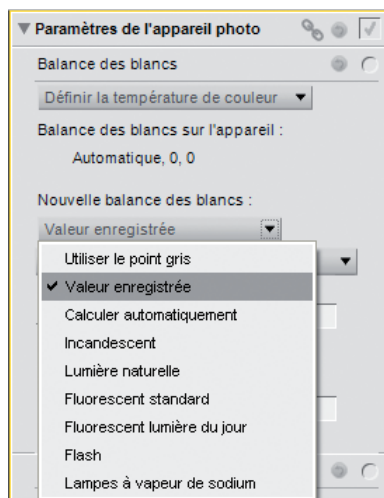 Paramètres de l'appareil photo
Balance des blancs
Définir la température de couleur
Balance des blancs sur l'appareil :
Automatique, 0, 0
Nouvelle balance des blancs :
Valeur enregistrée
Utiliser le point gris
Valeur enregistrée
Calculer automatiquement
Incandescent
Lumière naturelle
Fluorescent standard
Fluorescent lumière du jour
Flash
Lampes à vapeur de sodium